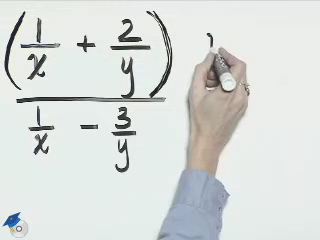 (1/x + 2/y)
1/x - 3/y